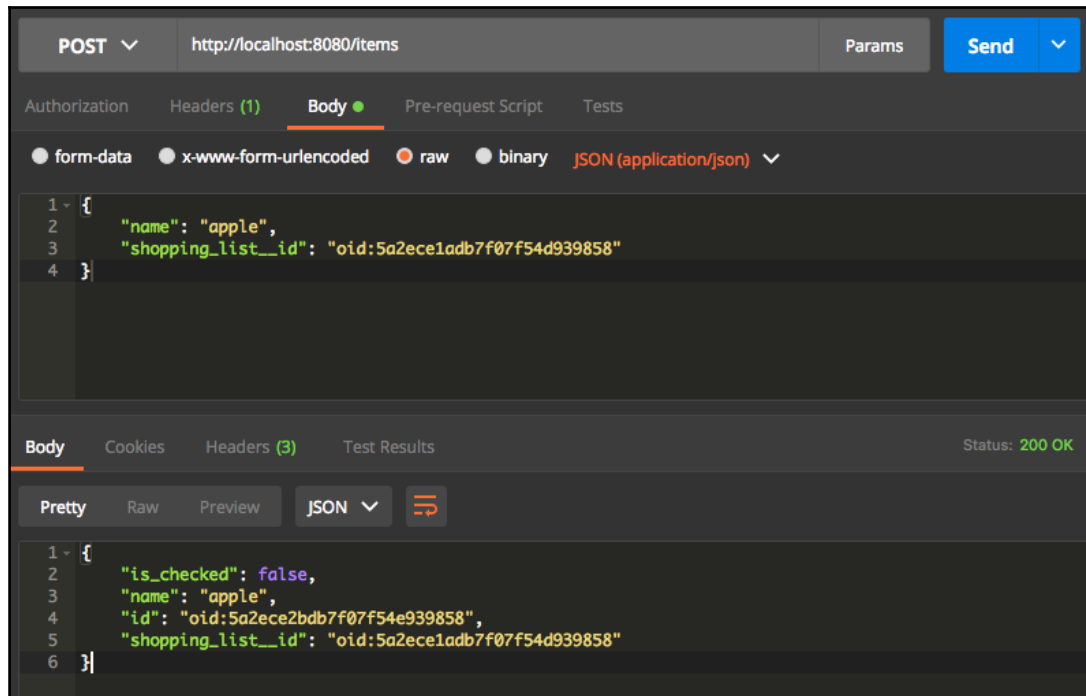 POST http://localhost:8080/items Params Send
Authorization Headers (1) Body Pre-request Script Tests
form-data x-www-form-urlencoded raw binary JSON (application/json)
1 {
2 "name": "apple",
3 "shopping_list__id": "oid:5a2ece1adb7f07f54d939858"
4 }
Body Cookies Headers (3) Test Results Status: 200 OK
Pretty Raw Preview JSON
1 {
2 "is_checked": false,
3 "name": "apple",
4 "id": "oid:5a2ece2bdb7f07f54e939858",
5 "shopping_list__id": "oid:5a2ece1adb7f07f54d939858"
6 }